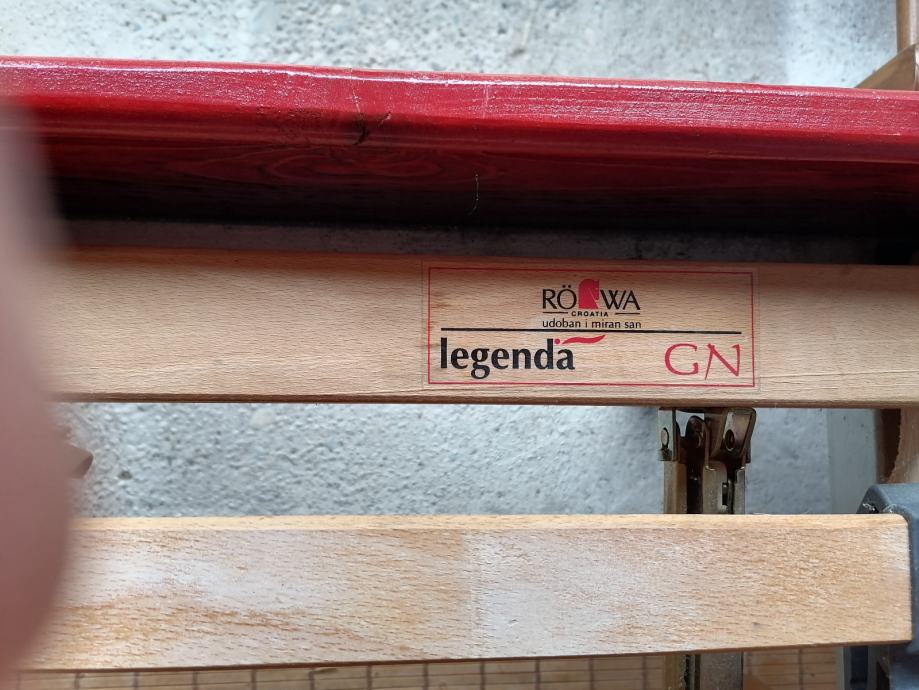 RÖWA
CROATIA
udoban i miran san
legenda
GN